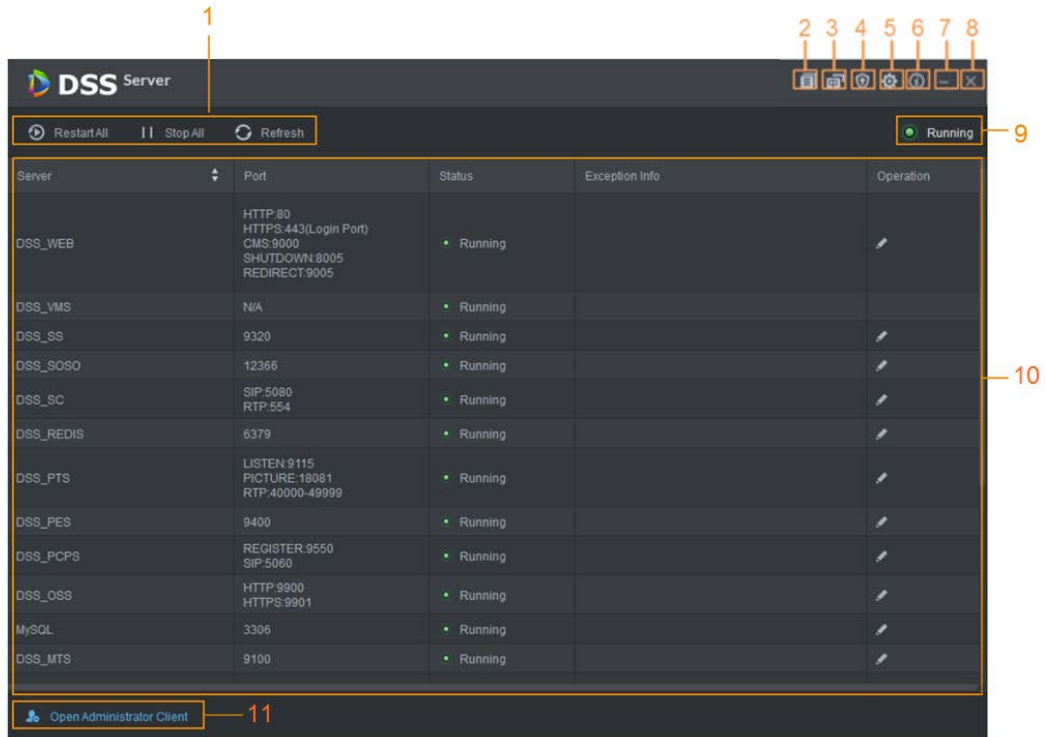 1
2 3 4 5 6 7 8
DSS Server
Restart All Stop All Refresh
Running 9
Server Port Status Exception Info Operation
HTTP:80
HTTPS:443(Login Port)
DSS_WEB CMS:9000 Running
SHUTDOWN:8005
REDIRECT:9005
DSS_VMS N/A Running
DSS_SS 9320 Running
DSS_SOSO 12366 Running
10
SIP:5080
DSS_SC Running
RTP:554
DSS_REDIS 6379 Running
LISTEN:9115
DSS_PTS PICTURE:18081 Running
RTP:40000-49999
DSS_PES 9400 Running
REGISTER:9550
DSS_PCPS Running
SIP:5060
HTTP:9900
DSS_OSS Running
HTTPS:9901
MySQL 3306 Running
DSS_MTS 9100 Running
Open Administrator Client 11